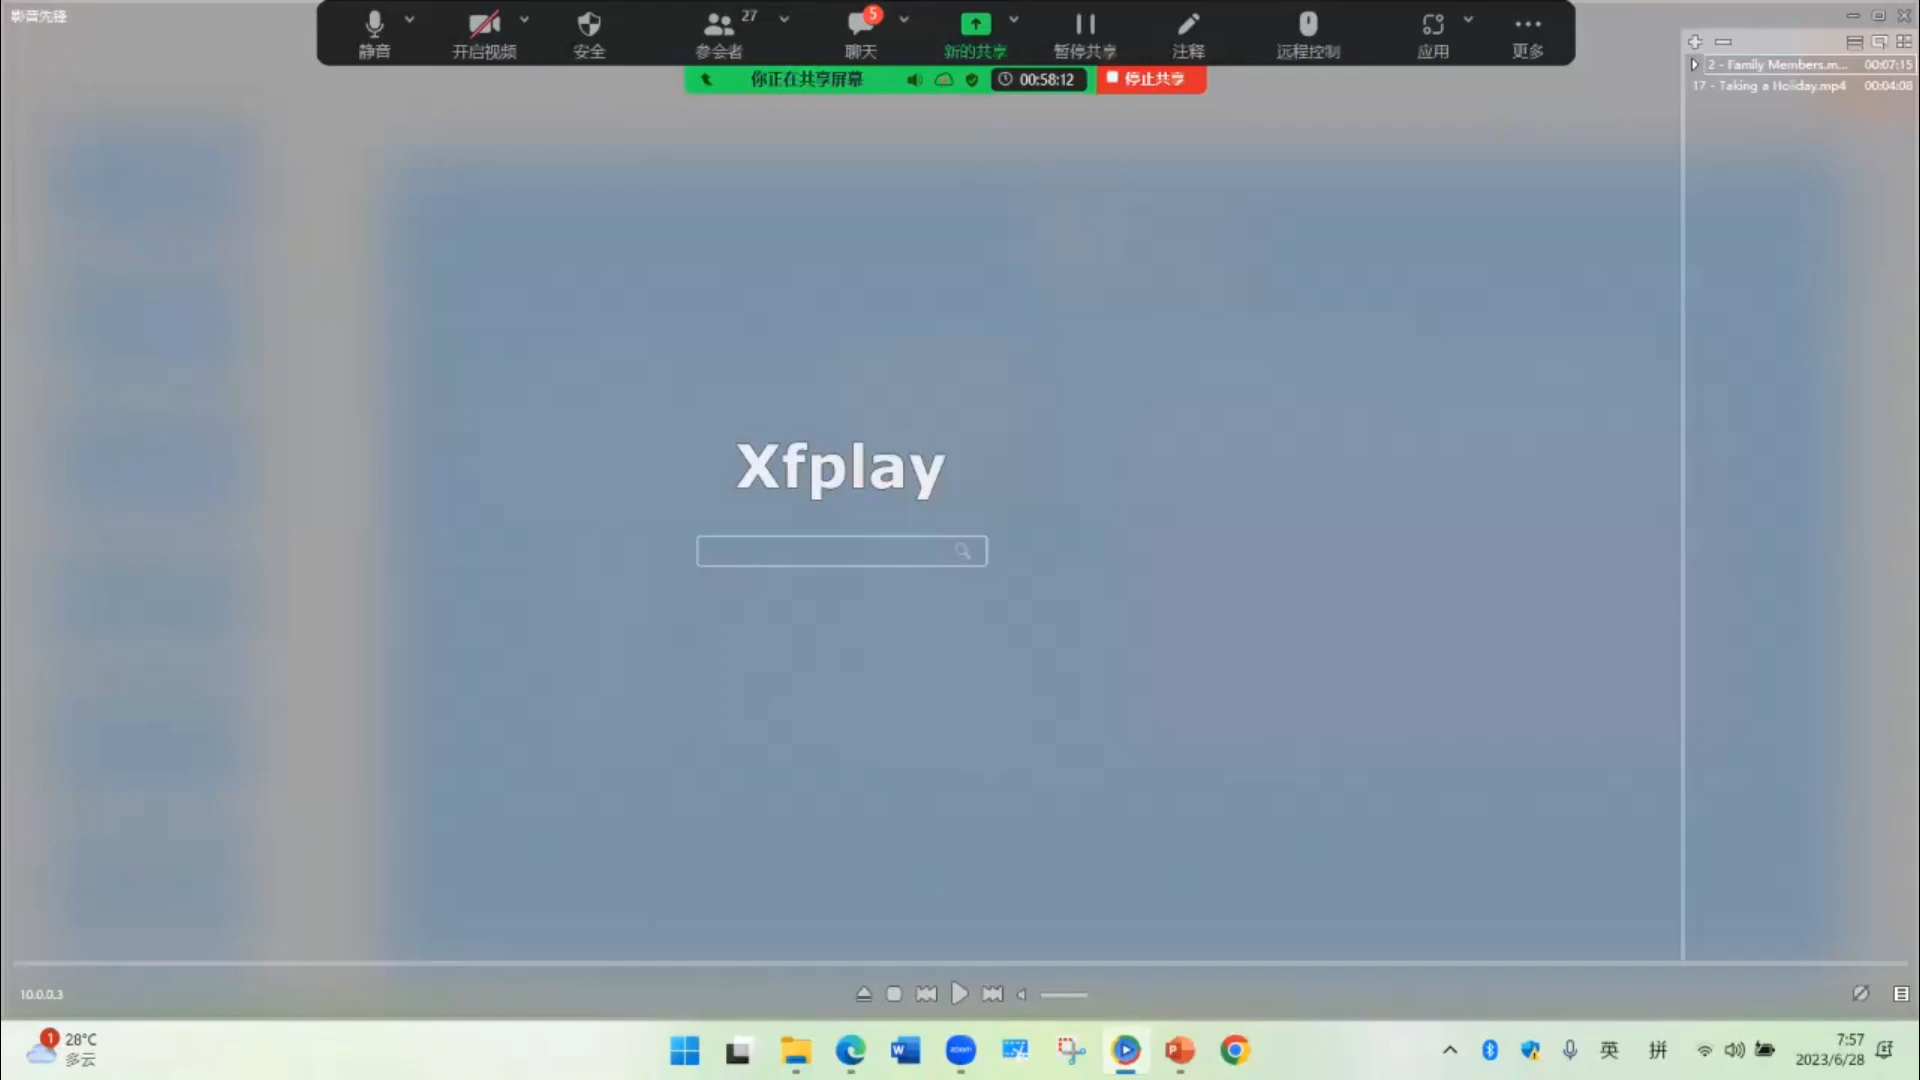 影音先锋
静音
开启视频
安全
27
参会者
5
聊天
新的共享
暂停共享
注释
远程控制
应用
更多
你正在共享屏幕
00:58:12
停止共享
2 - Family Members.m... 00:07:15
17 - Taking a Holiday.mp4 00:04:08
Xfplay
10.0.0.3
1
28°C
多云
W
zoom
P
英
拼
7:57
2023/6/28